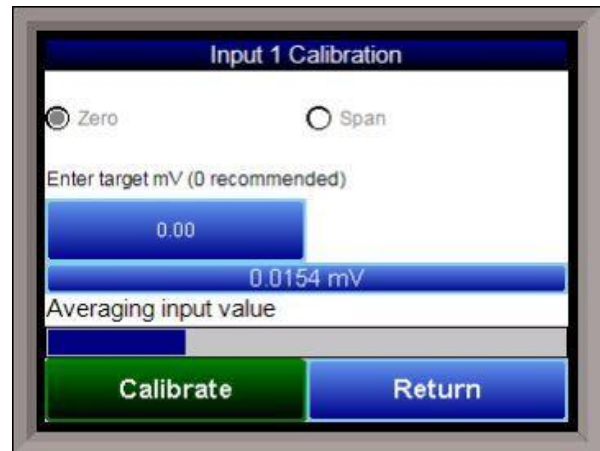 Input 1 Calibration
Zero Span
Enter target mV (0 recommended)
0.00
0.0154 mV
Averaging input value
Calibrate Return